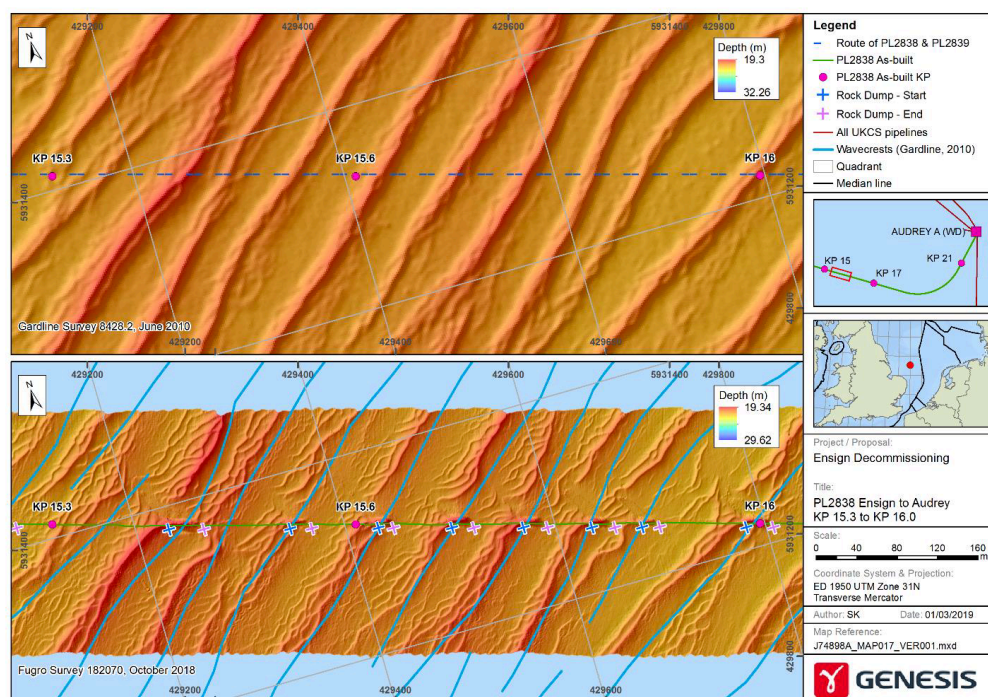 429200
429400
429600
5931400
429800
N
Depth (m)
19.3
32.26
KP 15.3
KP 15.6
KP 16
5931400
5931200
429800
Gardline Survey 8428.2, June 2010
429200
429400
429600
429200
429400
429600
5931400
429800
N
Depth (m)
19.34
29.62
KP 15.3
KP 15.6
KP 16
5931400
5931200
429800
Fugro Survey 182070, October 2018
429200
429400
429600
Legend
Route of PL2838 & PL2839
PL2838 As-built
PL2838 As-built KP
Rock Dump - Start
Rock Dump - End
All UKCS pipelines
Wavecrests (Gardline, 2010)
Quadrant
Median line
AUDREY A (WD)
KP 15
KP 21
KP 17
Project / Proposal:
Ensign Decommissioning
Title:
PL2838 Ensign to Audrey
KP 15.3 to KP 16.0
Scale:
0 40 80 120 160
m
Coordinate System & Projection:
ED 1950 UTM Zone 31N
Transverse Mercator
Author: SK Date: 01/03/2019
Map Reference:
J74898A_MAP017_VER001.mxd
GENESIS